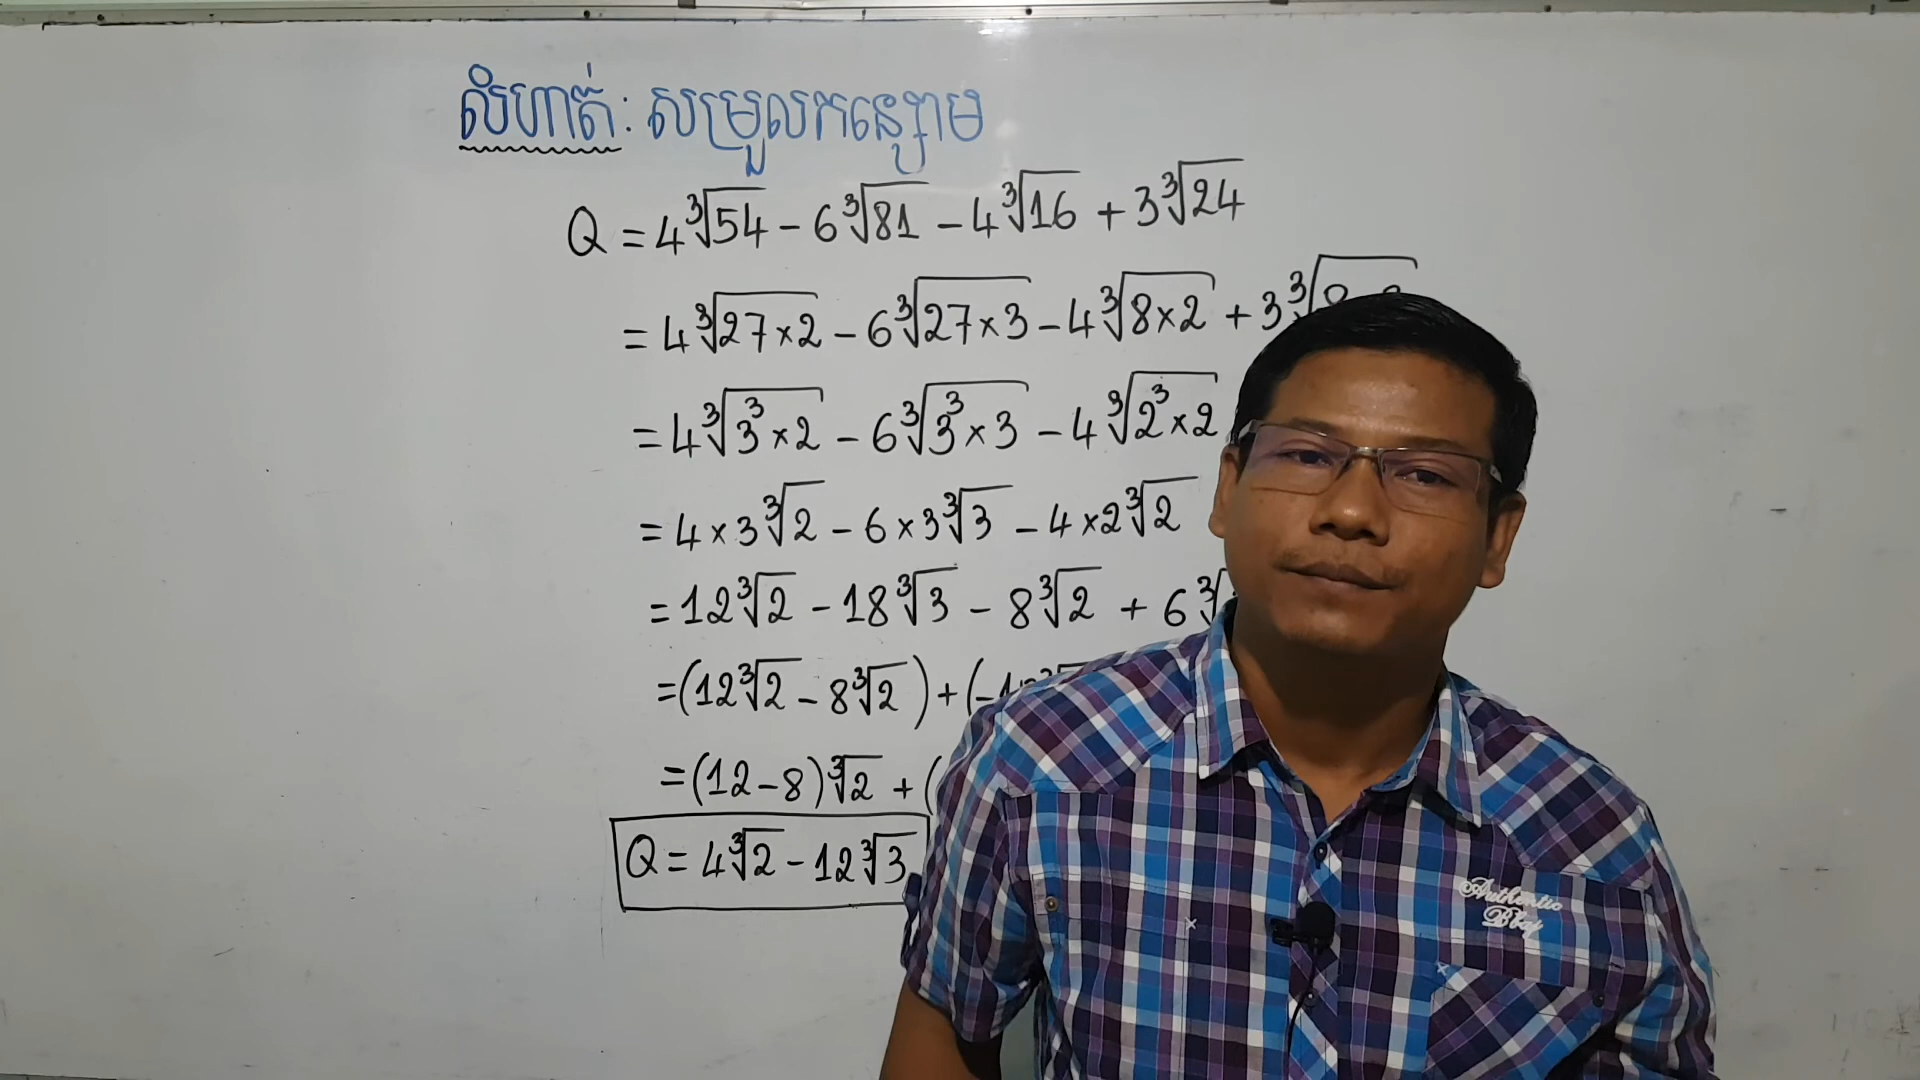 លំហាត់: សម្រួលកន្សោម
Q = 4∛54 - 6∛81 - 4∛16 + 3∛24
= 4∛(27×2) - 6∛(27×3) - 4∛(8×2) + 3∛
= 4∛(3³×2) - 6∛(3³×3) - 4∛(2³×2)
= 4×3∛2 - 6×3∛3 - 4×2∛2
= 12∛2 - 18∛3 - 8∛2 + 6∛
= (12∛2 - 8∛2) + (-
= (12-8)∛2 + (
Q = 4∛2 - 12∛3
Authentic